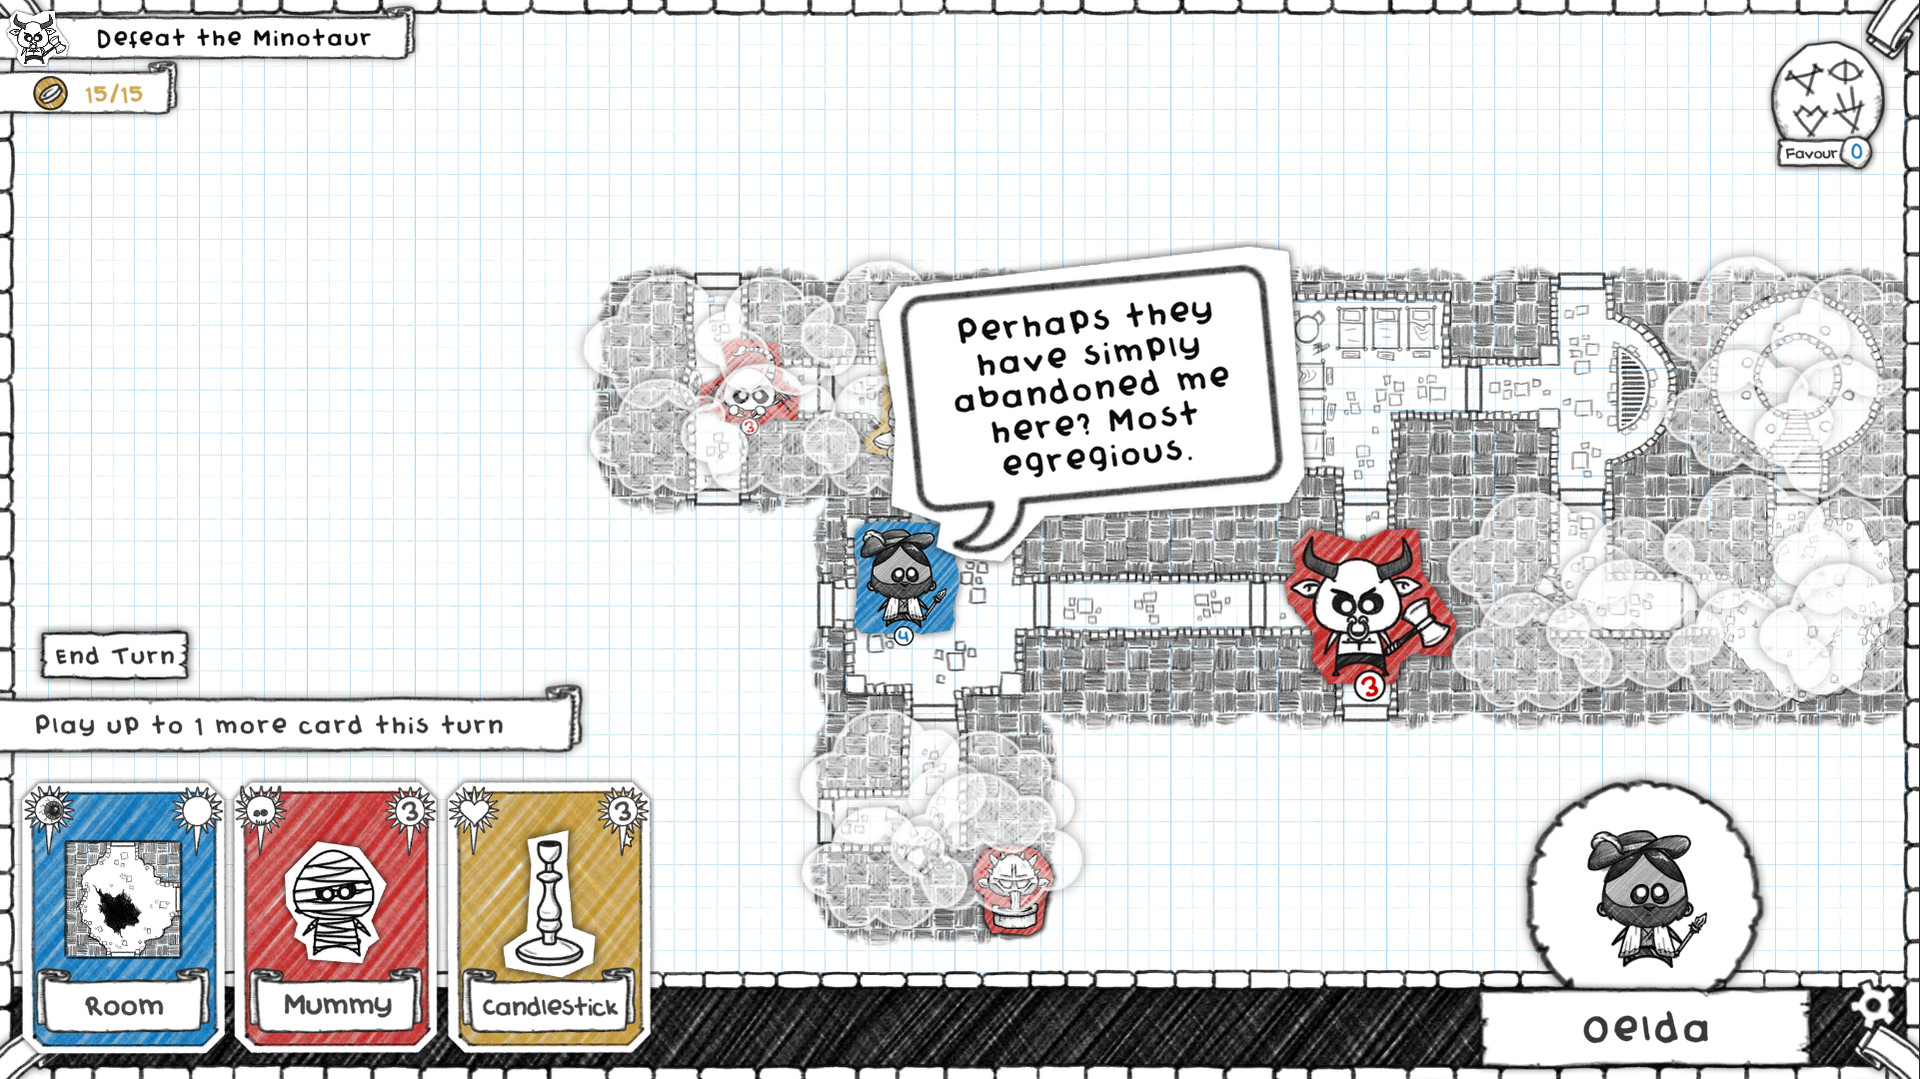 Defeat the Minotaur
15/15
Favour 0
Perhaps they
have simply
abandoned me
here? Most
egregious.
3
4
3
End Turn
Play up to 1 more card this turn
3
3
Room
Mummy
Candlestick
Oelda